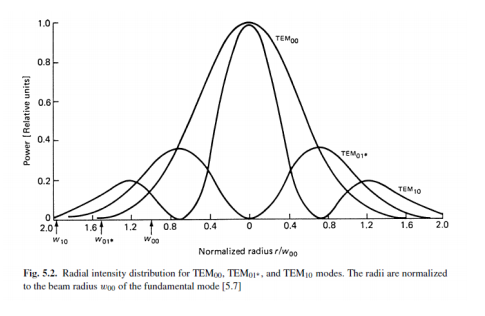 1.0
TEM00
0.8
0.6
Power [Relative units]
0.4
TEM01*
0.2
TEM10
0
2.0 1.6 1.2 0.8 0.4 0 0.4 0.8 1.2 1.6 2.0
w10 w01* w00
Normalized radius r/w00
Fig. 5.2. Radial intensity distribution for TEM00, TEM01*, and TEM10 modes. The radii are normalized
to the beam radius w00 of the fundamental mode [5.7]